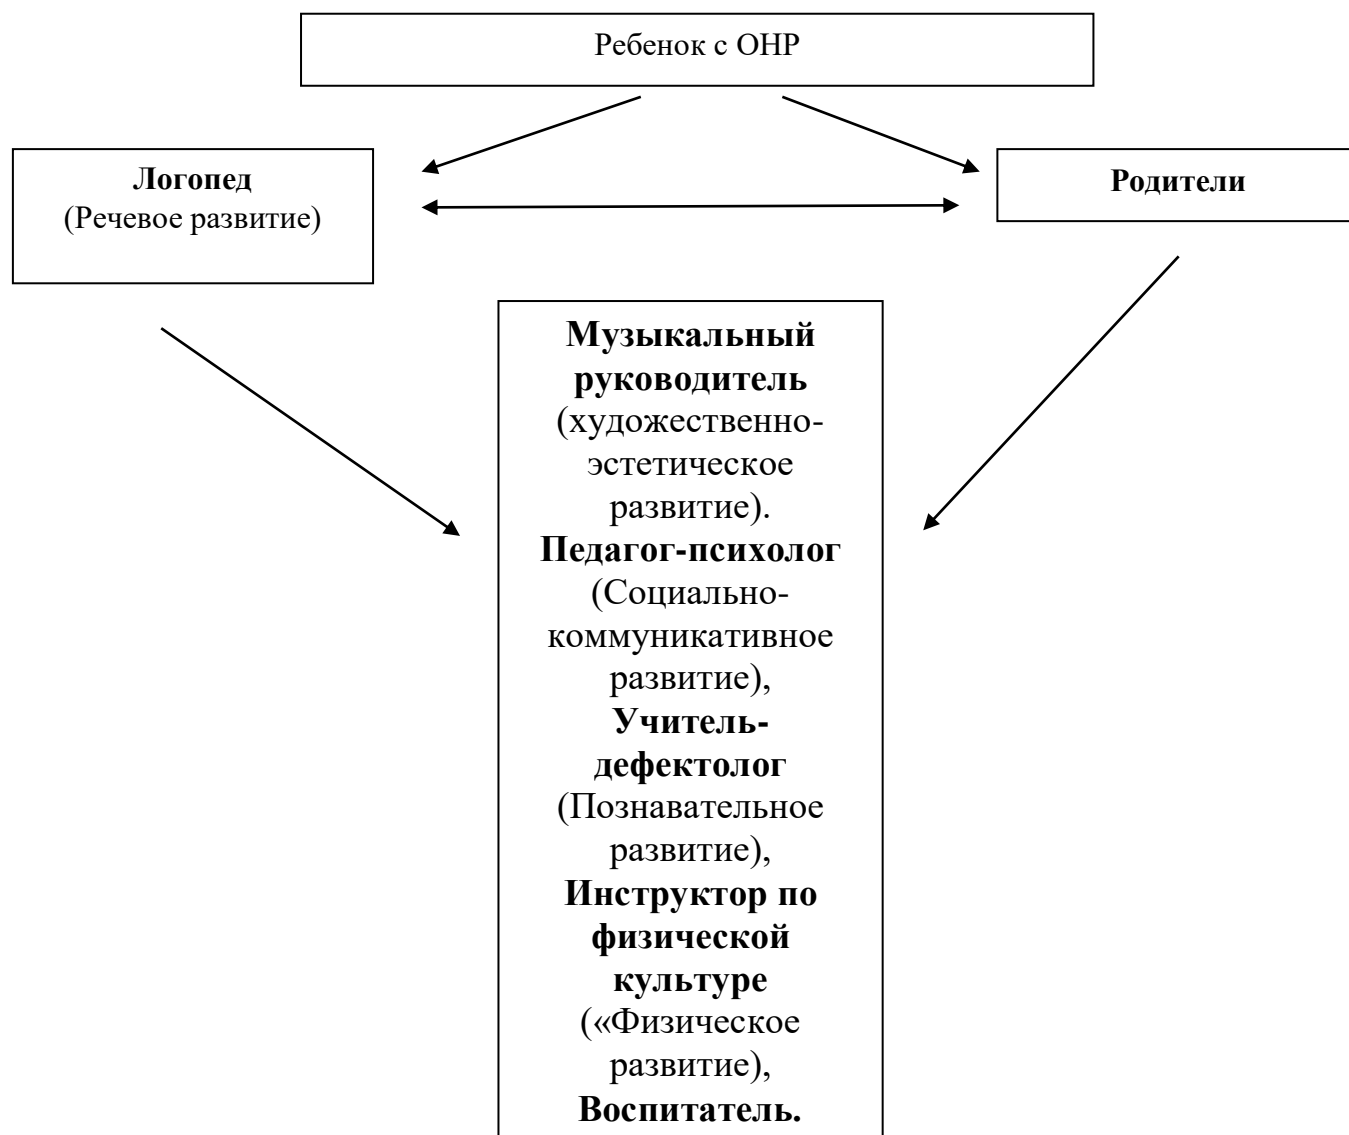 Ребенок с ОНР
Логопед
(Речевое развитие)
Родители
Музыкальный
руководитель
(художественно-
эстетическое
развитие).
Педагог-психолог
(Социально-
коммуникативное
развитие),
Учитель-
дефектолог
(Познавательное
развитие),
Инструктор по
физической
культуре
(«Физическое
развитие),
Воспитатель.